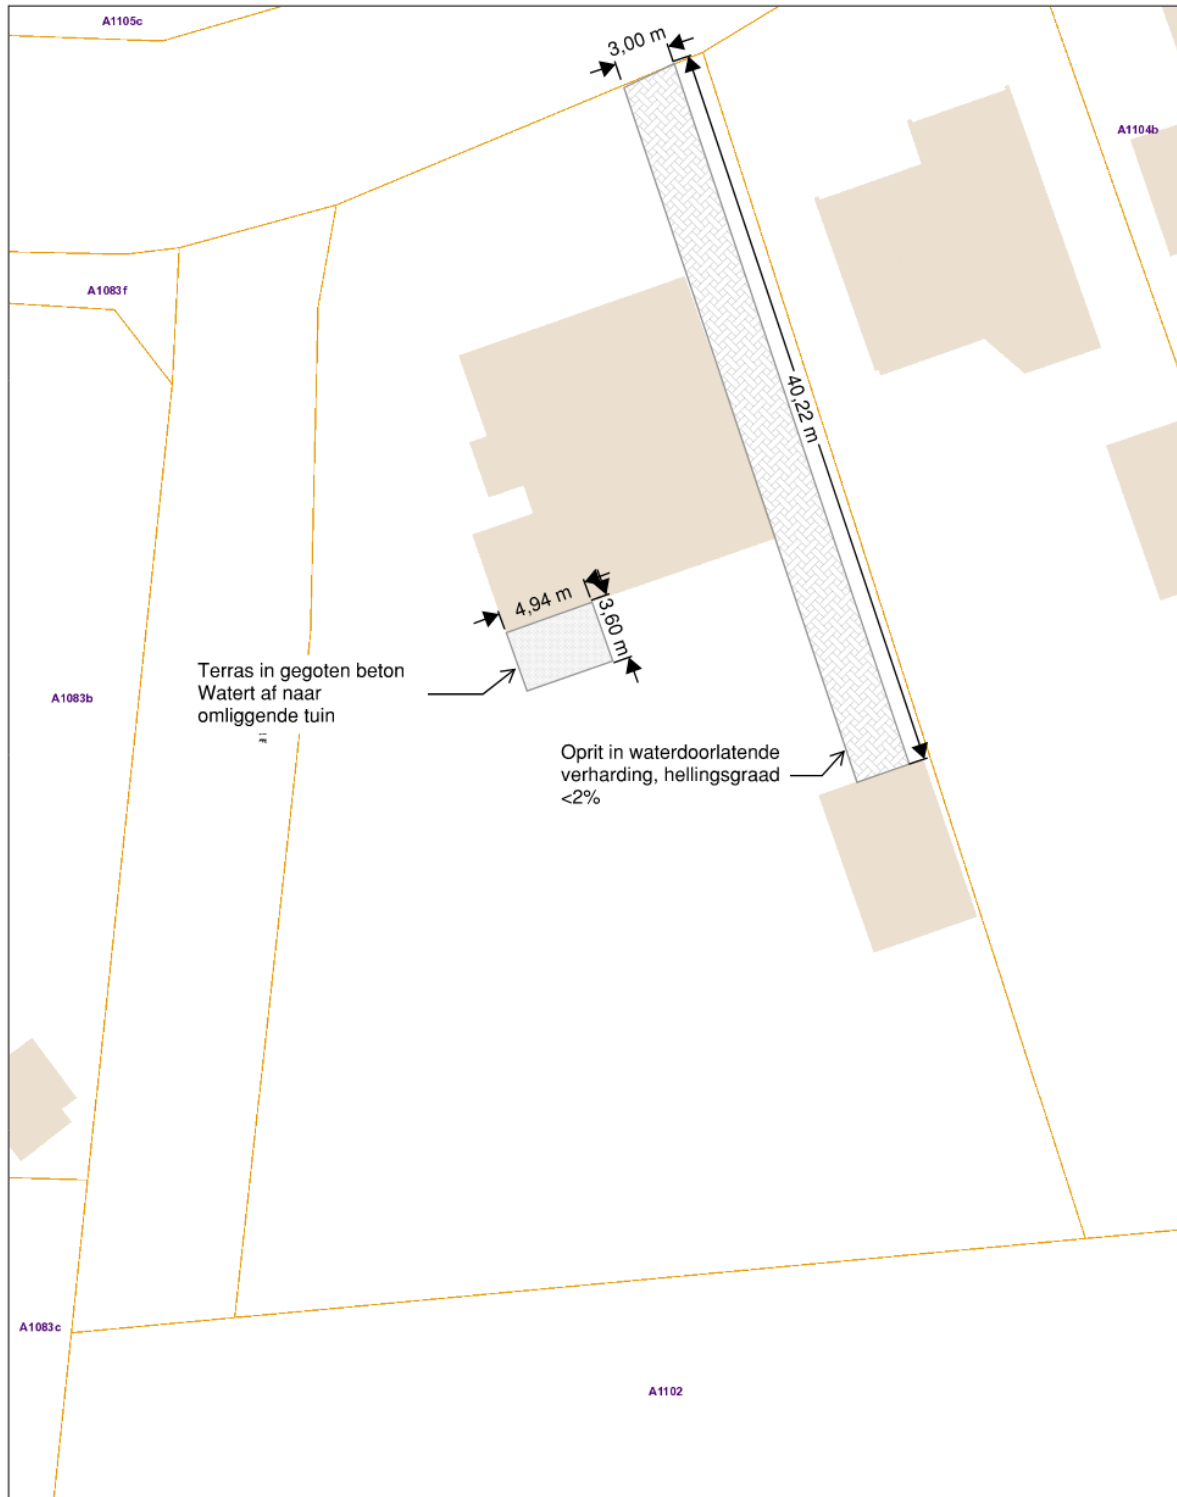 A1105c
3,00 m
A1104b
A1083f
40,22 m
4,94 m
3,60 m
Terras in gegoten beton
Watert af naar
omliggende tuin
A1083b
Oprit in waterdoorlatende
verharding, hellingsgraad
<2%
A1083c
A1102